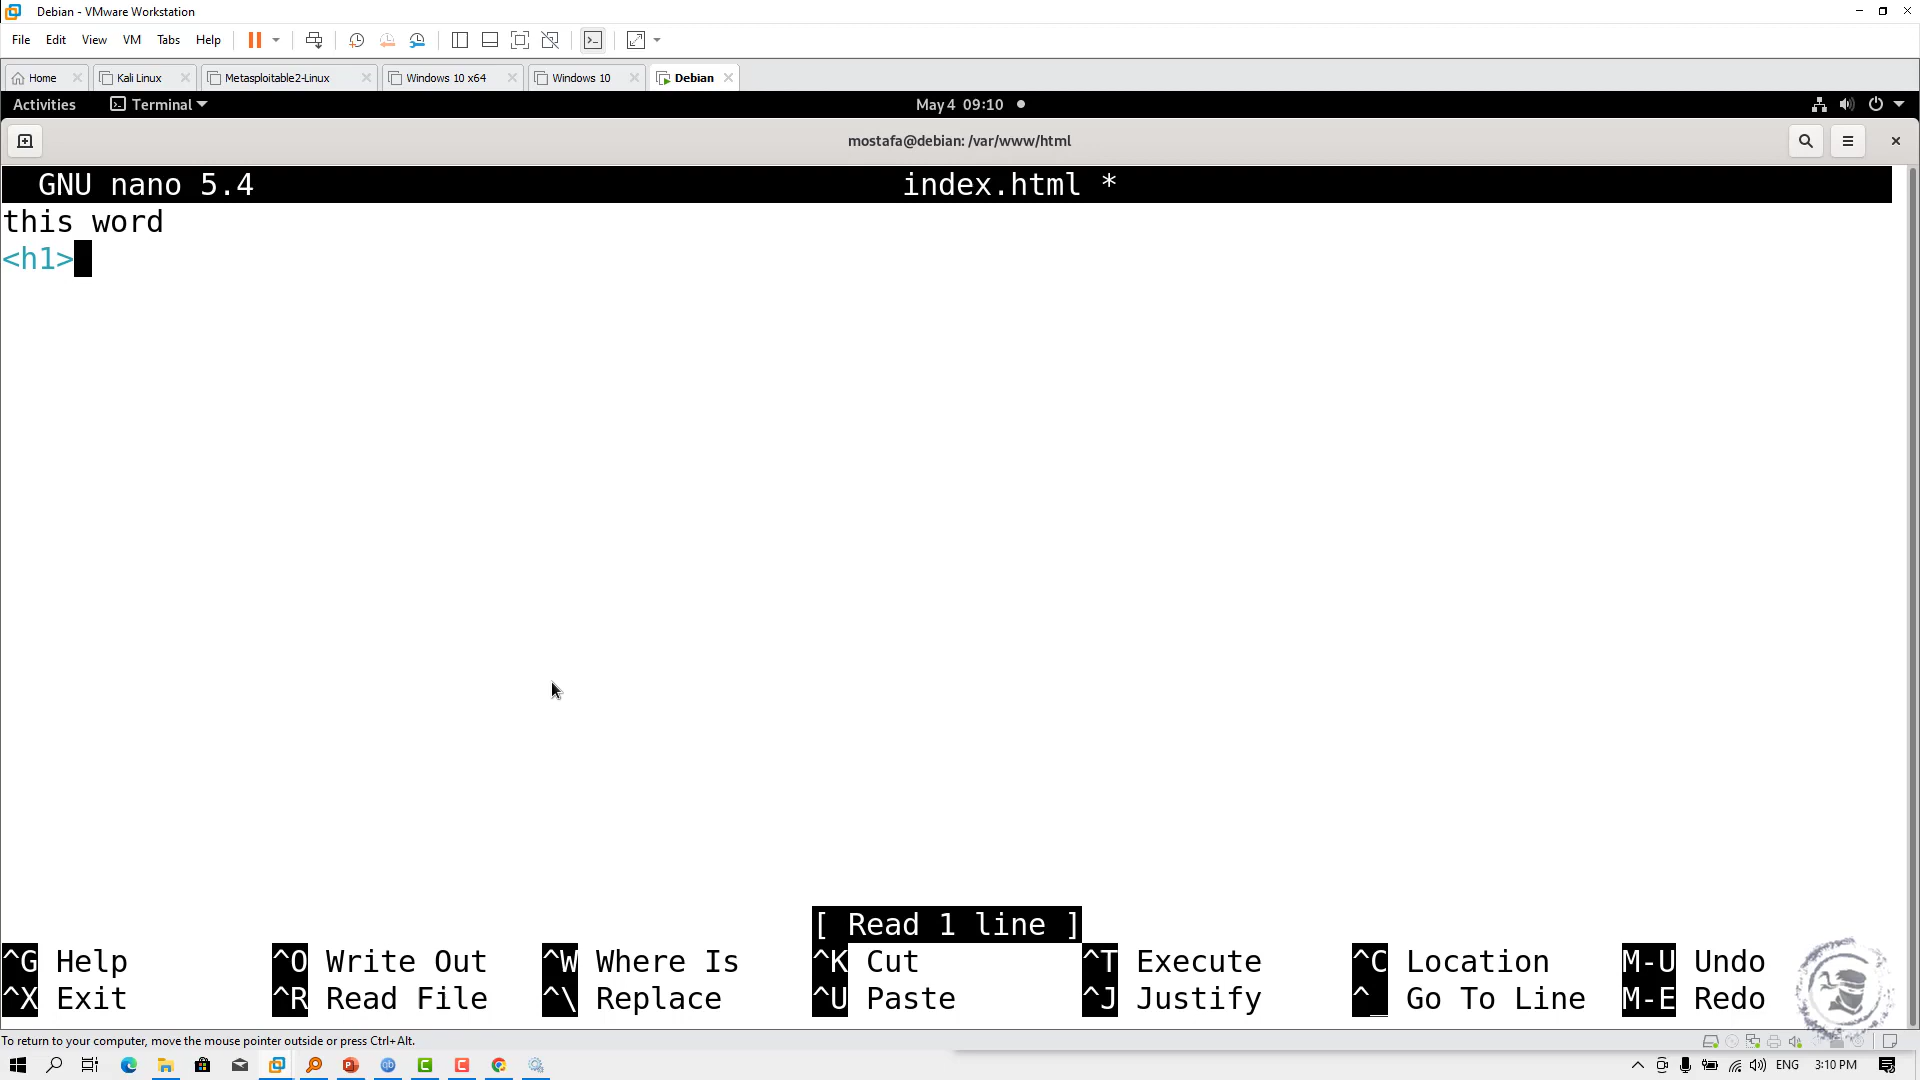 Debian - VMware Workstation
File Edit View VM Tabs Help
Home Kali Linux Metasploitable2-Linux Windows 10 x64 Windows 10 Debian
Activities Terminal May 4 09:10
mostafa@debian: /var/www/html
GNU nano 5.4 index.html *
this word
<h1>
[ Read 1 line ]
^G Help ^O Write Out ^W Where Is ^K Cut ^T Execute ^C Location M-U Undo
^X Exit ^R Read File ^\ Replace ^U Paste ^J Justify ^_ Go To Line M-E Redo
To return to your computer, move the mouse pointer outside or press Ctrl+Alt.
qb C C ENG 3:10 PM